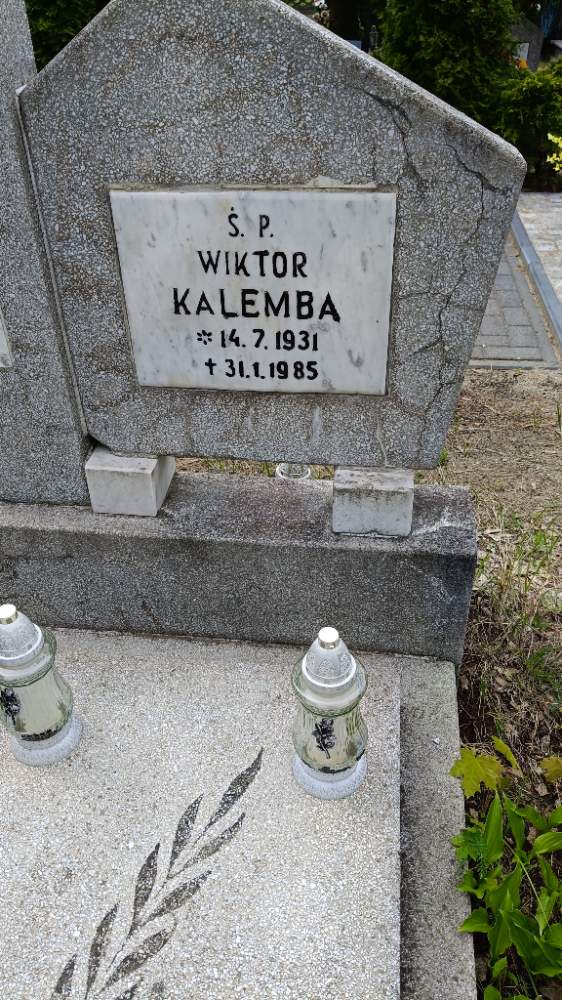 Ś. P.
WIKTOR
KALEMBA
* 14.7.1931
✝ 31.1.1985